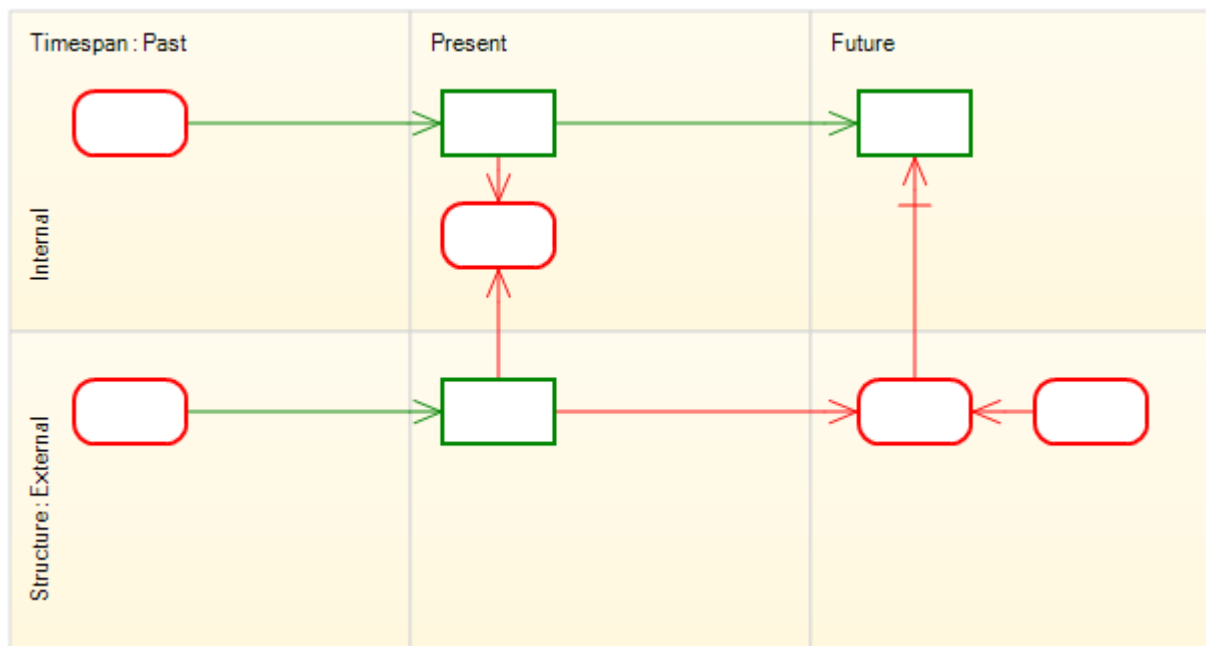 Timespan : Past
Present
Future
Internal
Structure : External